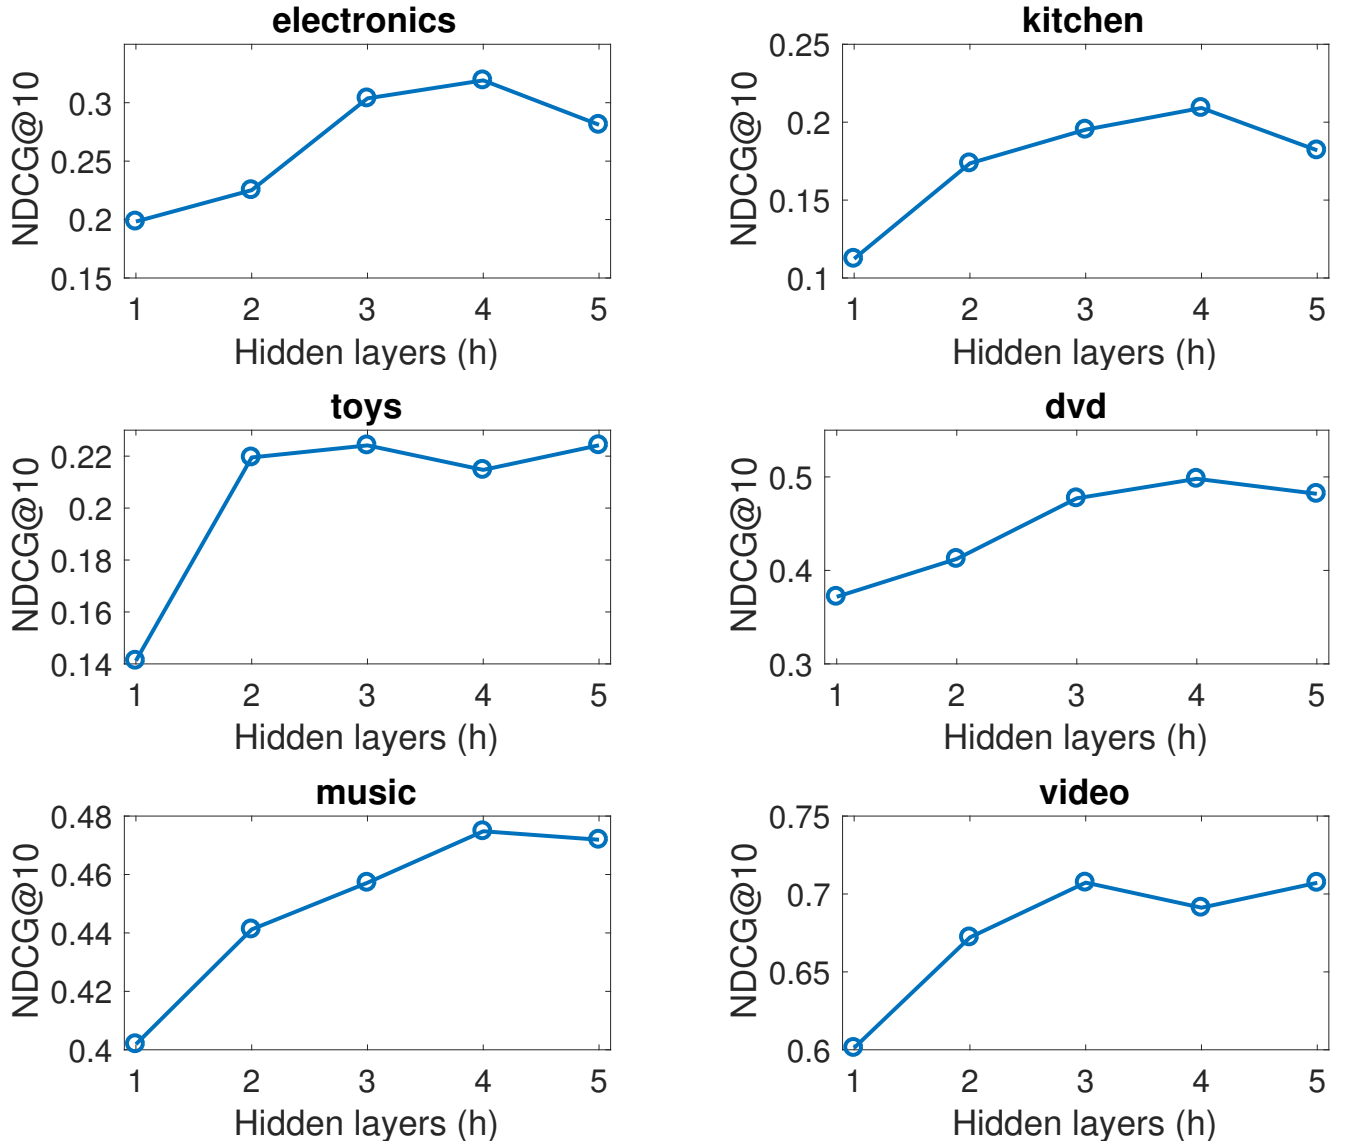 electronics
NDCG@10
0.3
0.25
0.2
0.15
1 2 3 4 5
Hidden layers (h)
kitchen
NDCG@10
0.25
0.2
0.15
0.1
1 2 3 4 5
Hidden layers (h)
toys
NDCG@10
0.22
0.2
0.18
0.16
0.14
1 2 3 4 5
Hidden layers (h)
dvd
NDCG@10
0.5
0.4
0.3
1 2 3 4 5
Hidden layers (h)
music
NDCG@10
0.48
0.46
0.44
0.42
0.4
1 2 3 4 5
Hidden layers (h)
video
NDCG@10
0.75
0.7
0.65
0.6
1 2 3 4 5
Hidden layers (h)